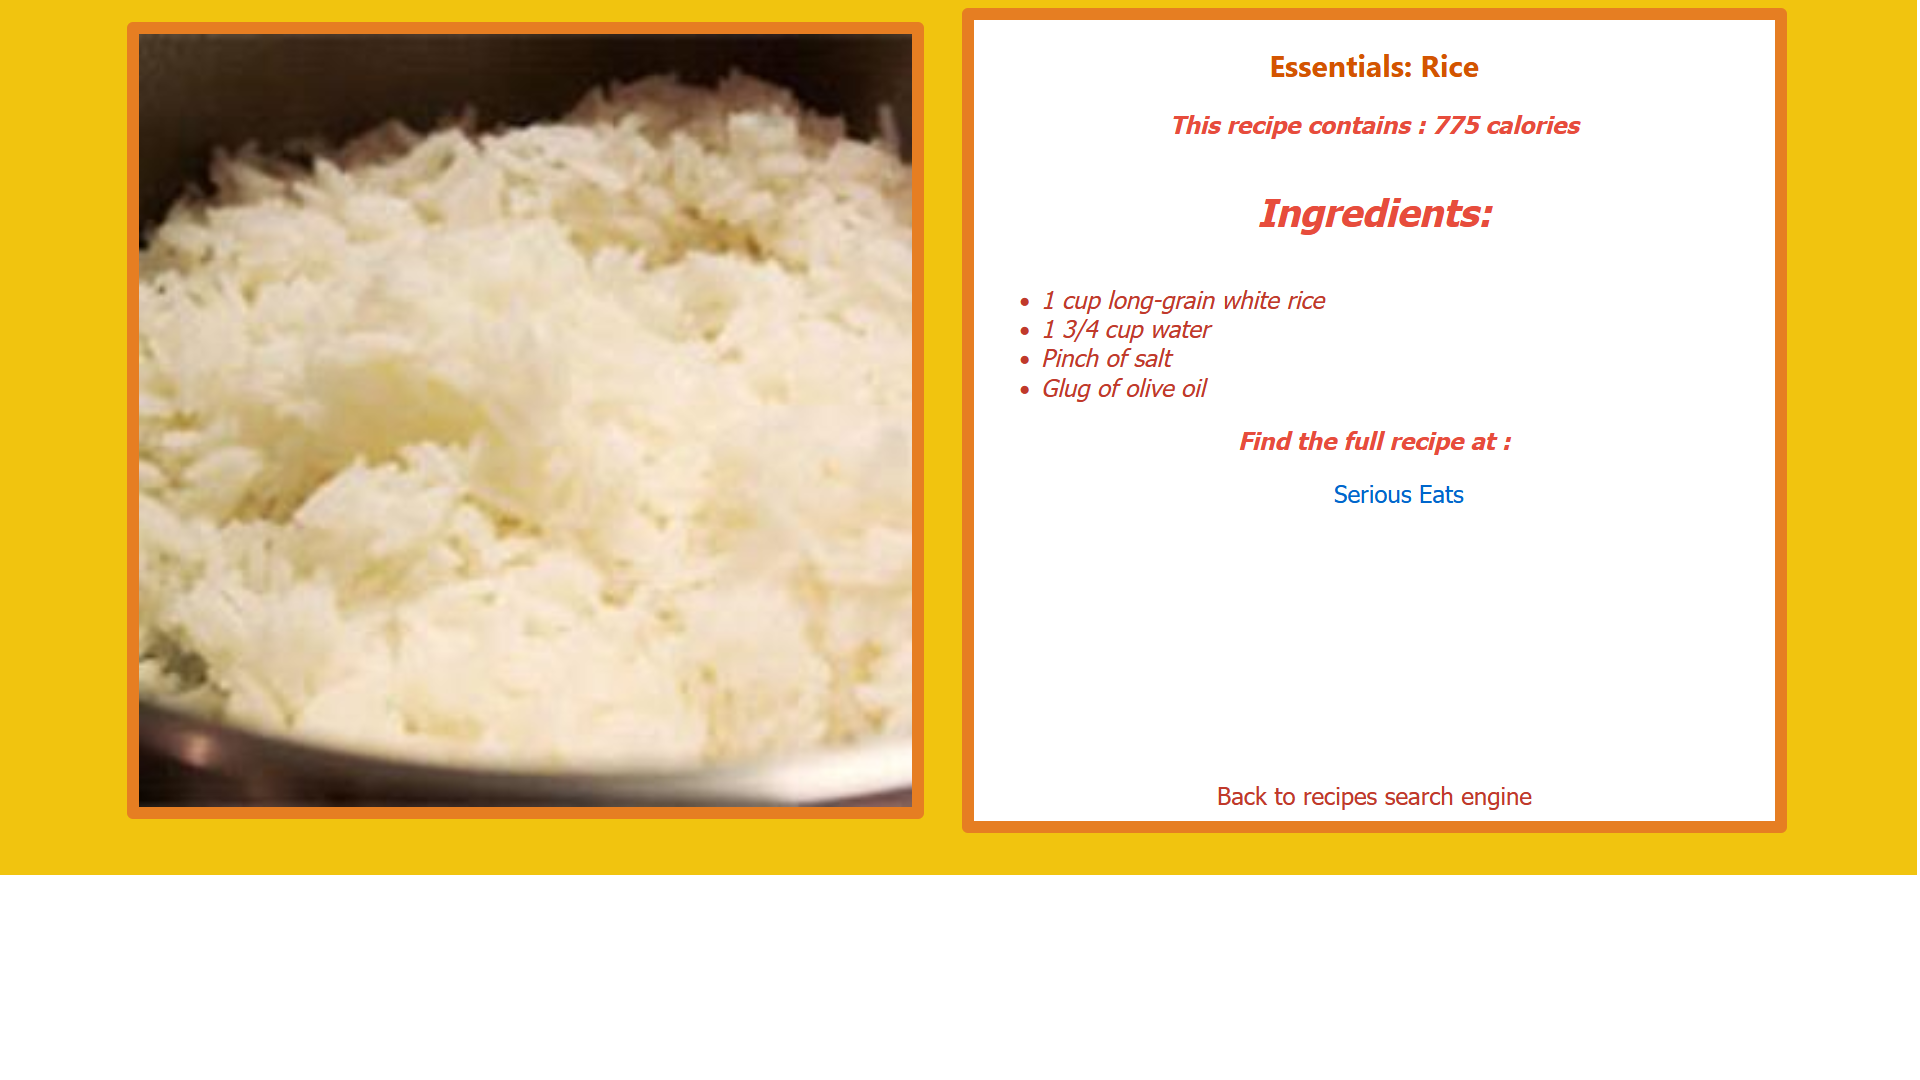 Essentials: Rice
This recipe contains : 775 calories
Ingredients:
• 1 cup long-grain white rice
• 1 3/4 cup water
• Pinch of salt
• Glug of olive oil
Find the full recipe at :
Serious Eats
Back to recipes search engine